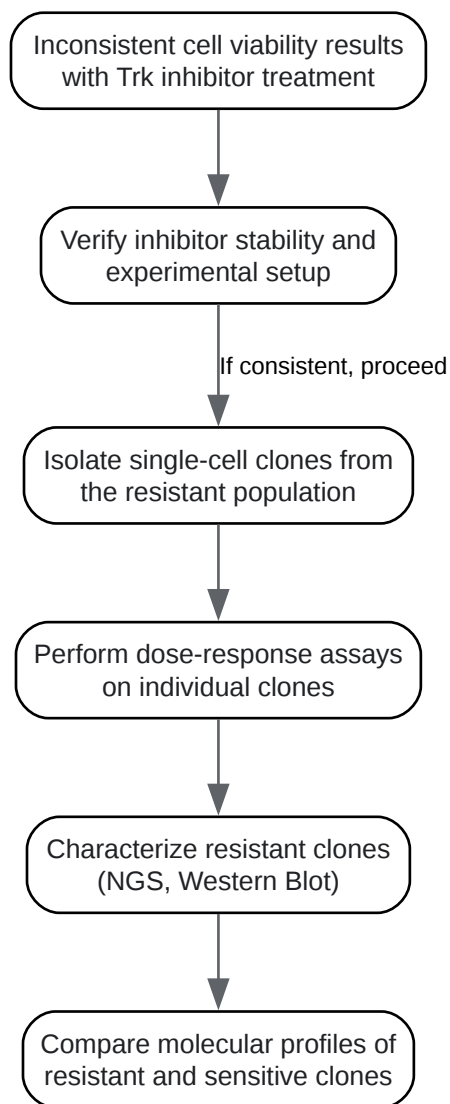 Inconsistent cell viability results
with Trk inhibitor treatment
Verify inhibitor stability and
experimental setup
If consistent, proceed
Isolate single-cell clones from
the resistant population
Perform dose-response assays
on individual clones
Characterize resistant clones
(NGS, Western Blot)
Compare molecular profiles of
resistant and sensitive clones